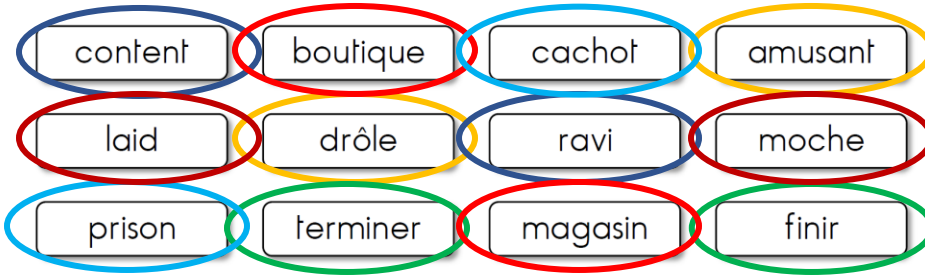 content boutique cachot amusant
laid drôle ravi moche
prison terminer magasin finir